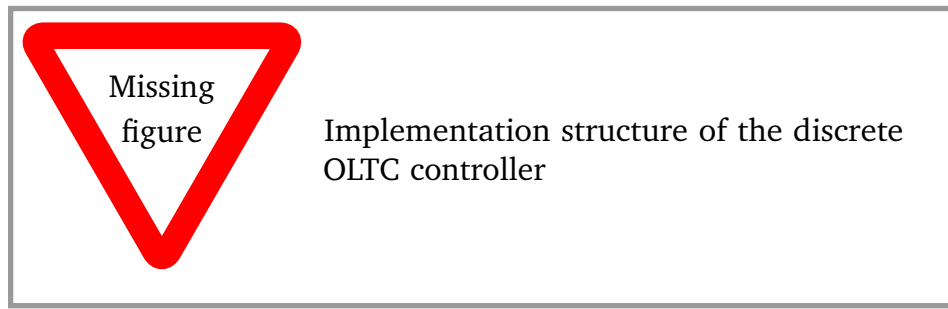 Missing
figure
Implementation structure of the discrete
OLTC controller